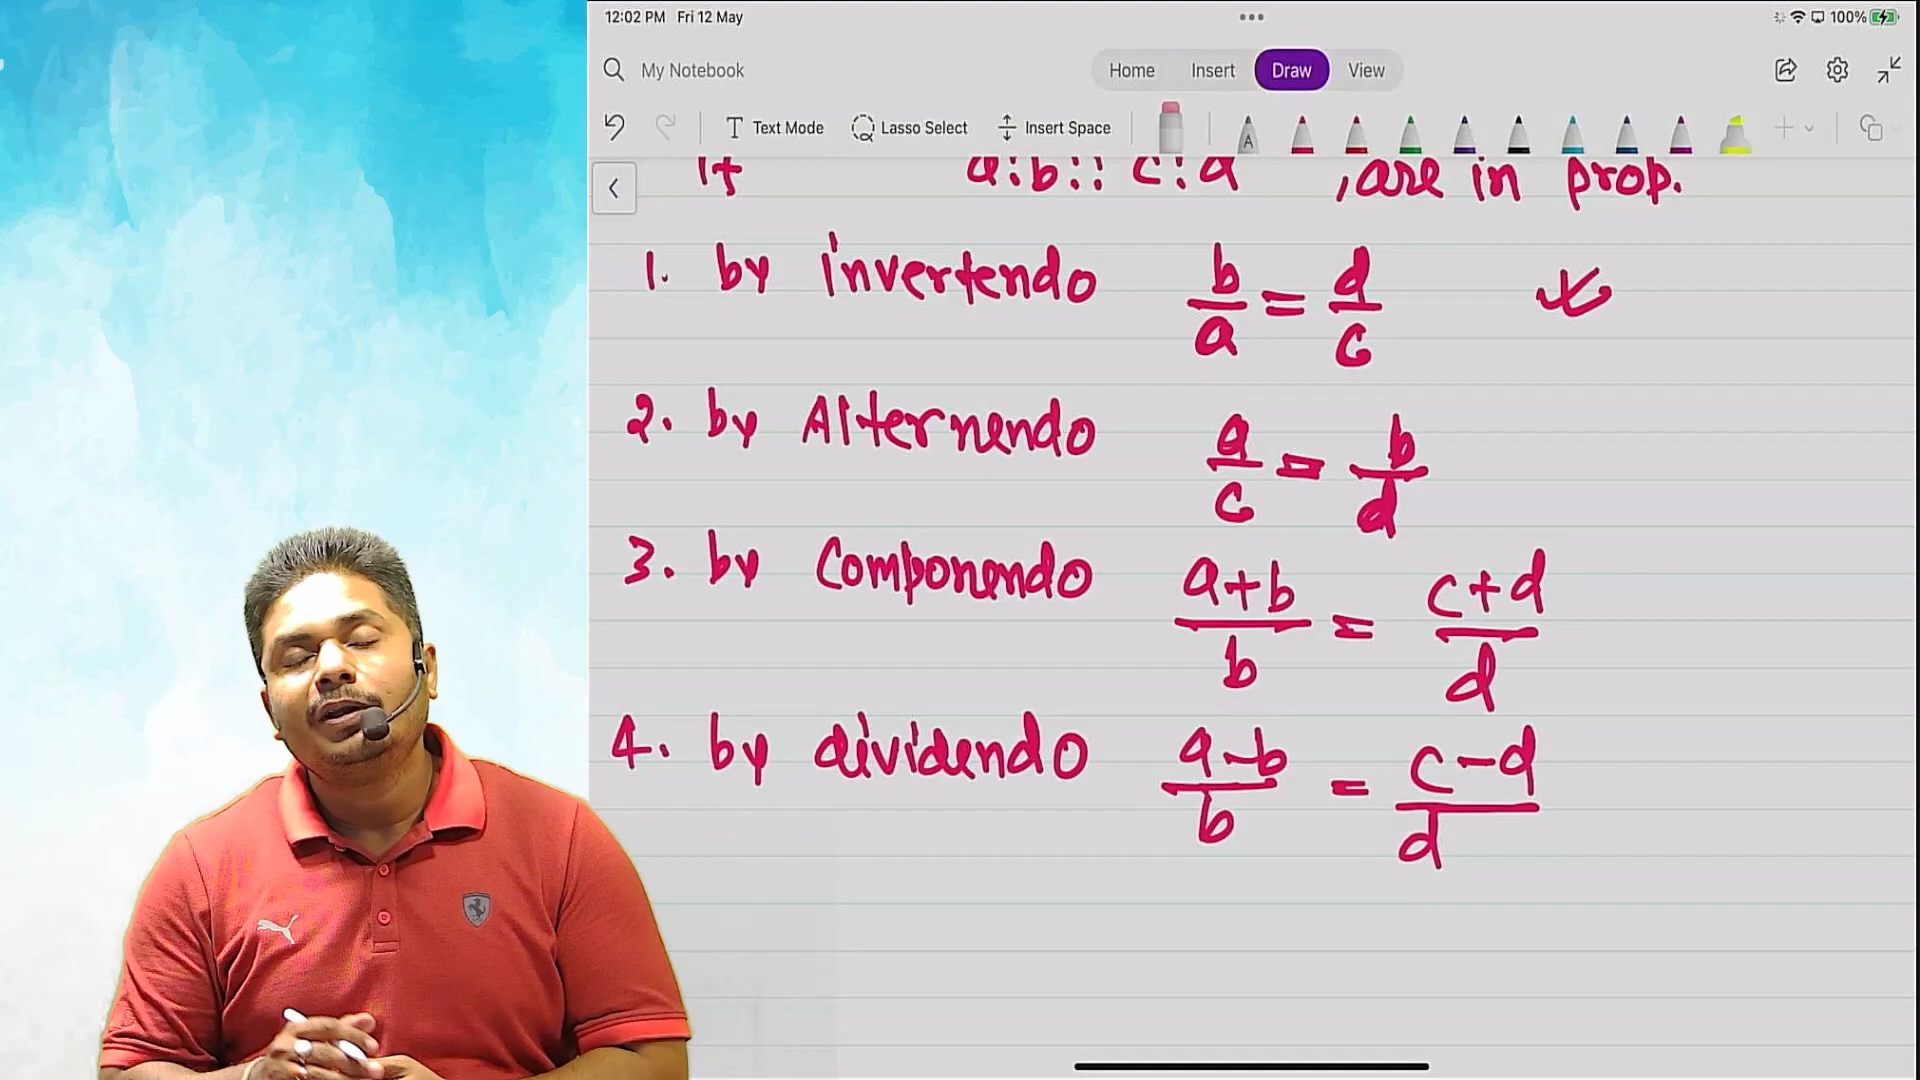 12:02 PM Fri 12 May
100%
My Notebook
Home Insert Draw View
Text Mode Lasso Select Insert Space
A
If a:b::c:d ,are in prop.
1. by invertendo b/a = d/c
2. by Alternendo a/c = b/d
3. by Componendo a+b/b = c+d/d
4. by dividendo a-b/b = c-d/d